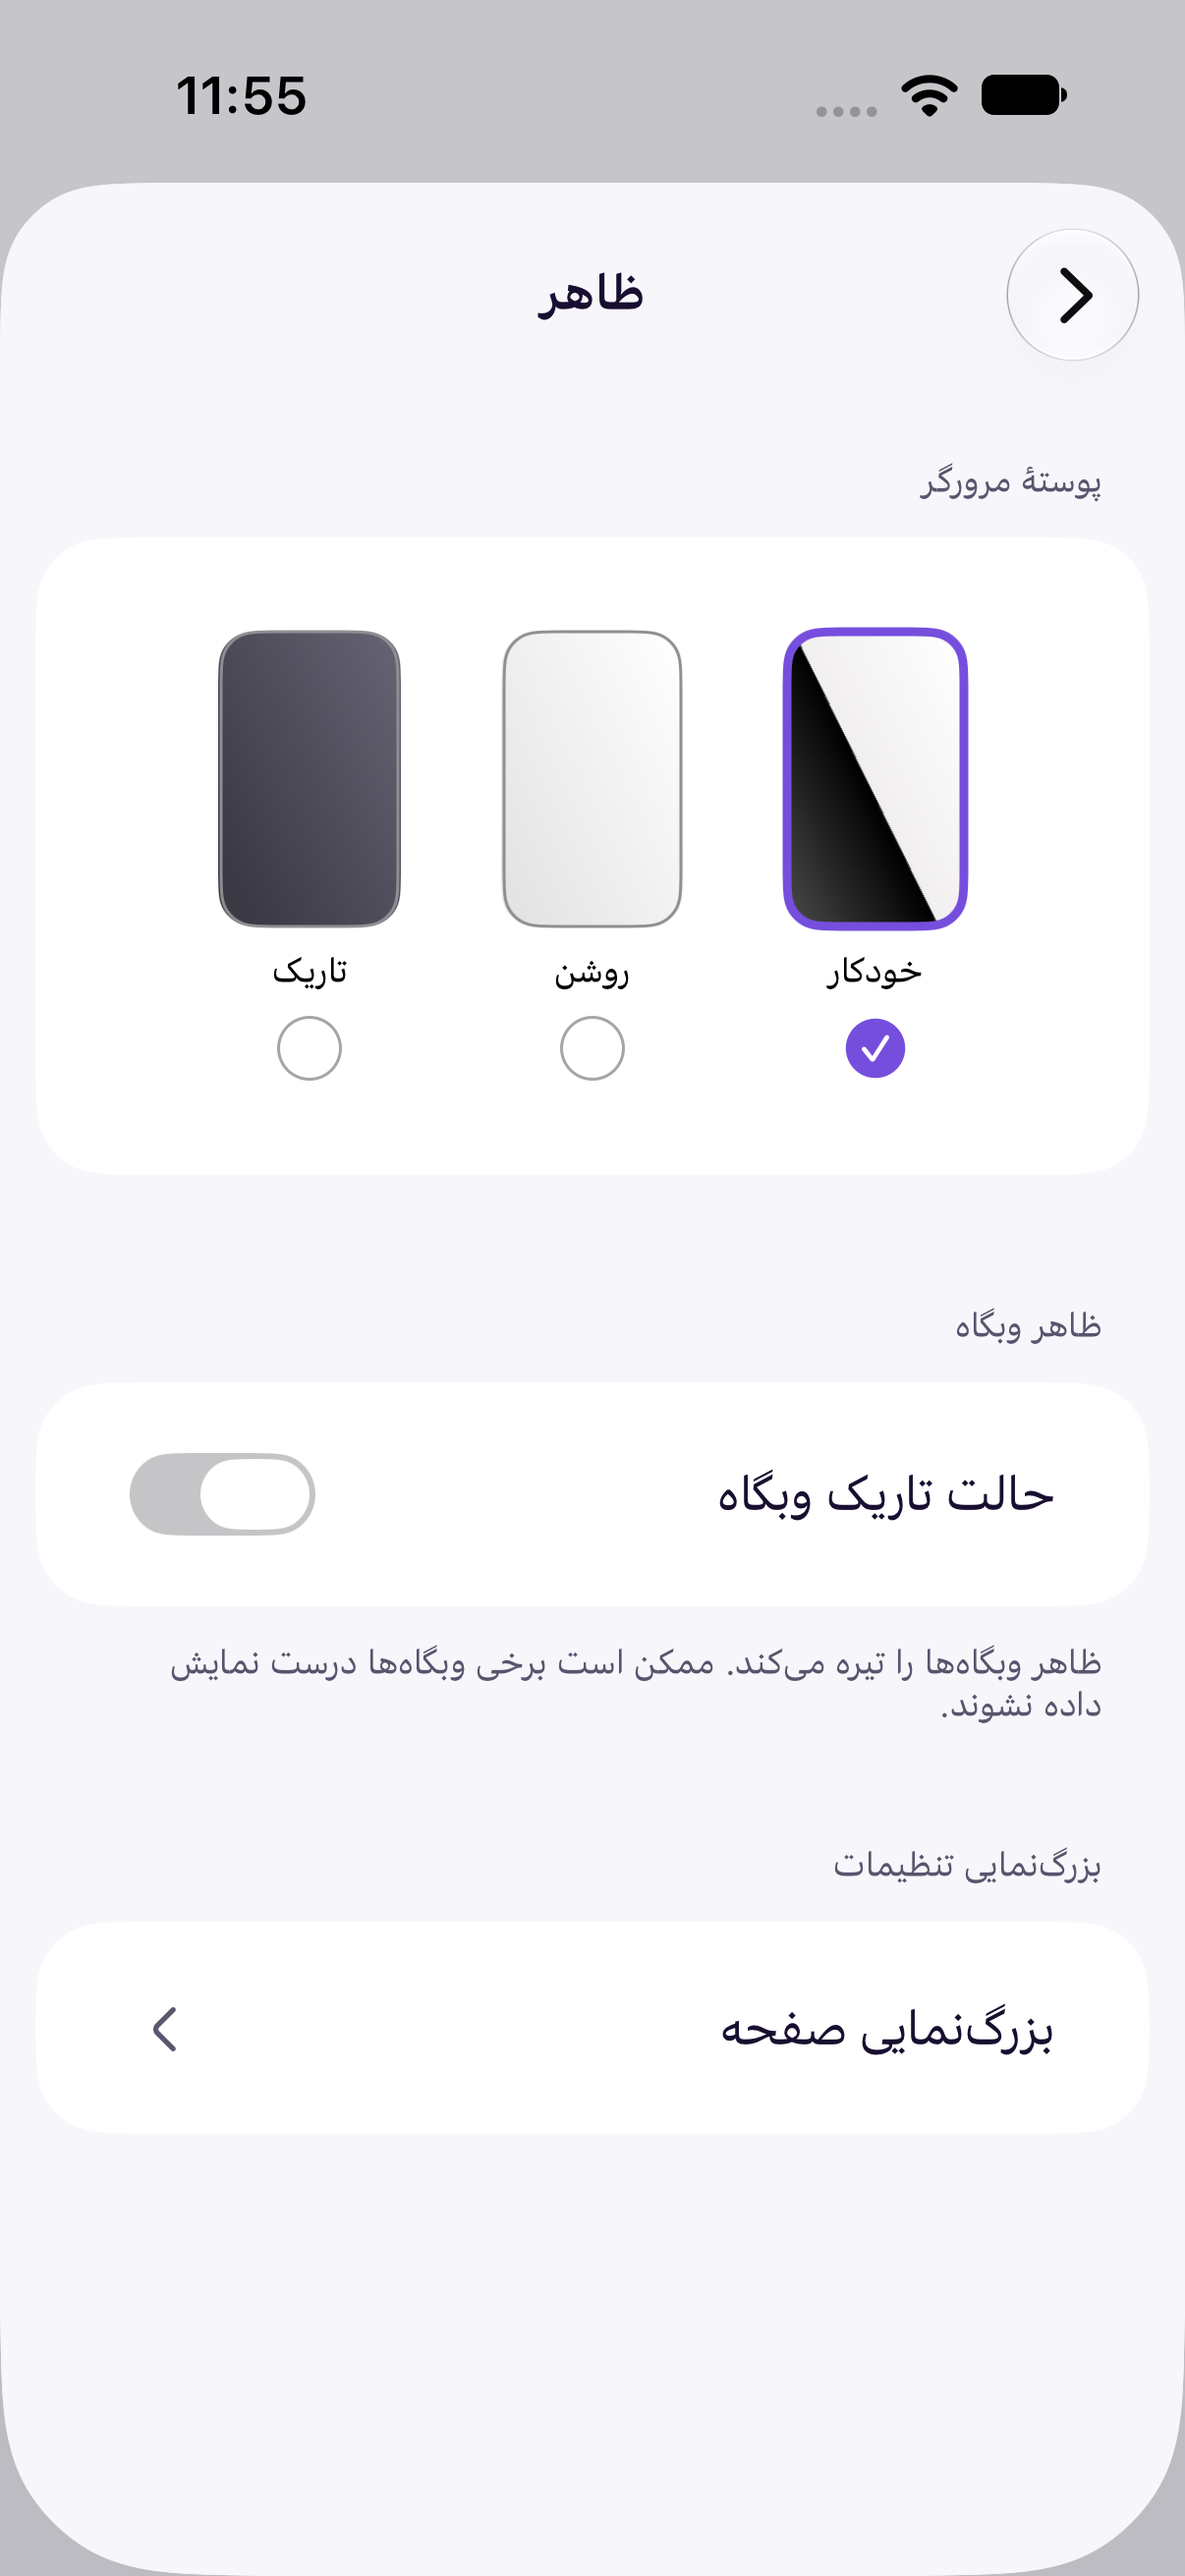 11:55
ظاهر
پوستهٔ مرورگر
خودکار
روشن
تاریک
ظاهر وبگاه
حالت تاریک وبگاه
ظاهر وبگاه‌ها را تیره می‌کند. ممکن است برخی وبگاه‌ها درست نمایش
داده نشوند.
بزرگ‌نمایی تنظیمات
بزرگ‌نمایی صفحه